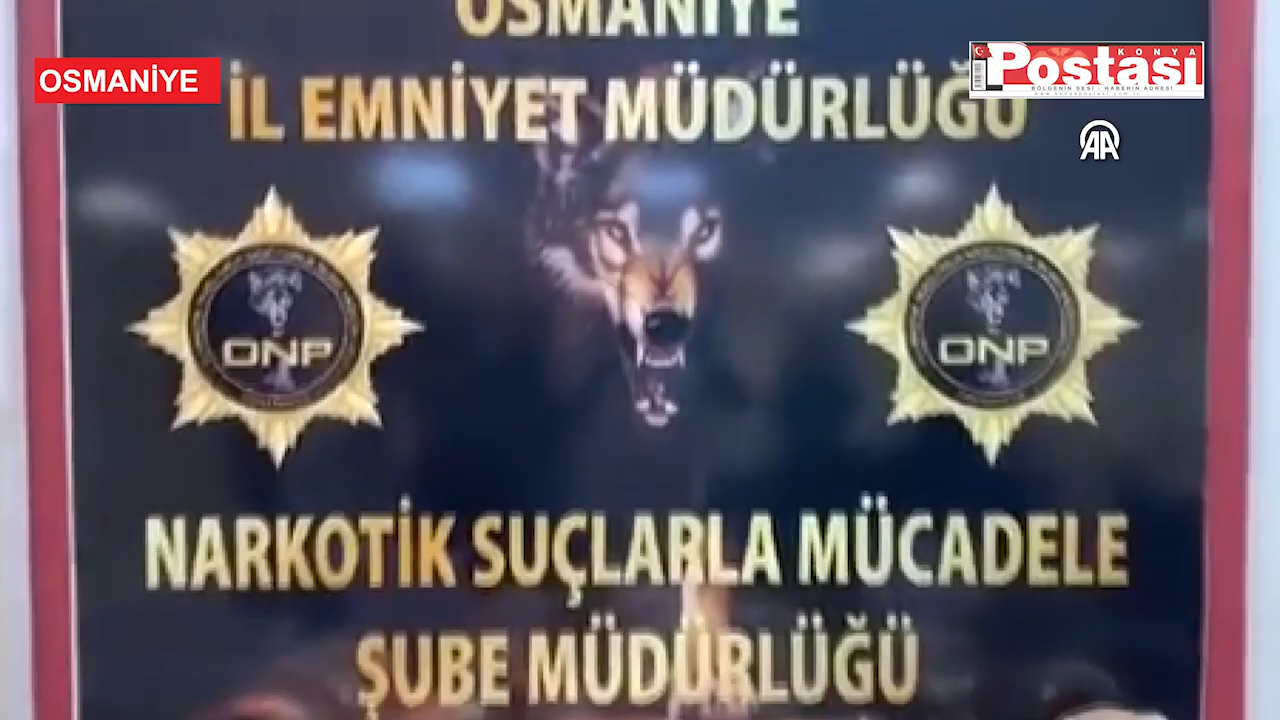 OSMANİYE
OSMANİYE
İL EMNİYET MÜDÜRLÜĞÜ
KONYA
Postası
BÖLGENİN SESİ - HABERİN ADRESİ
AA
ONP
ONP
NARKOTİK SUÇLARLA MÜCADELE
ŞUBE MÜDÜRLÜĞÜ